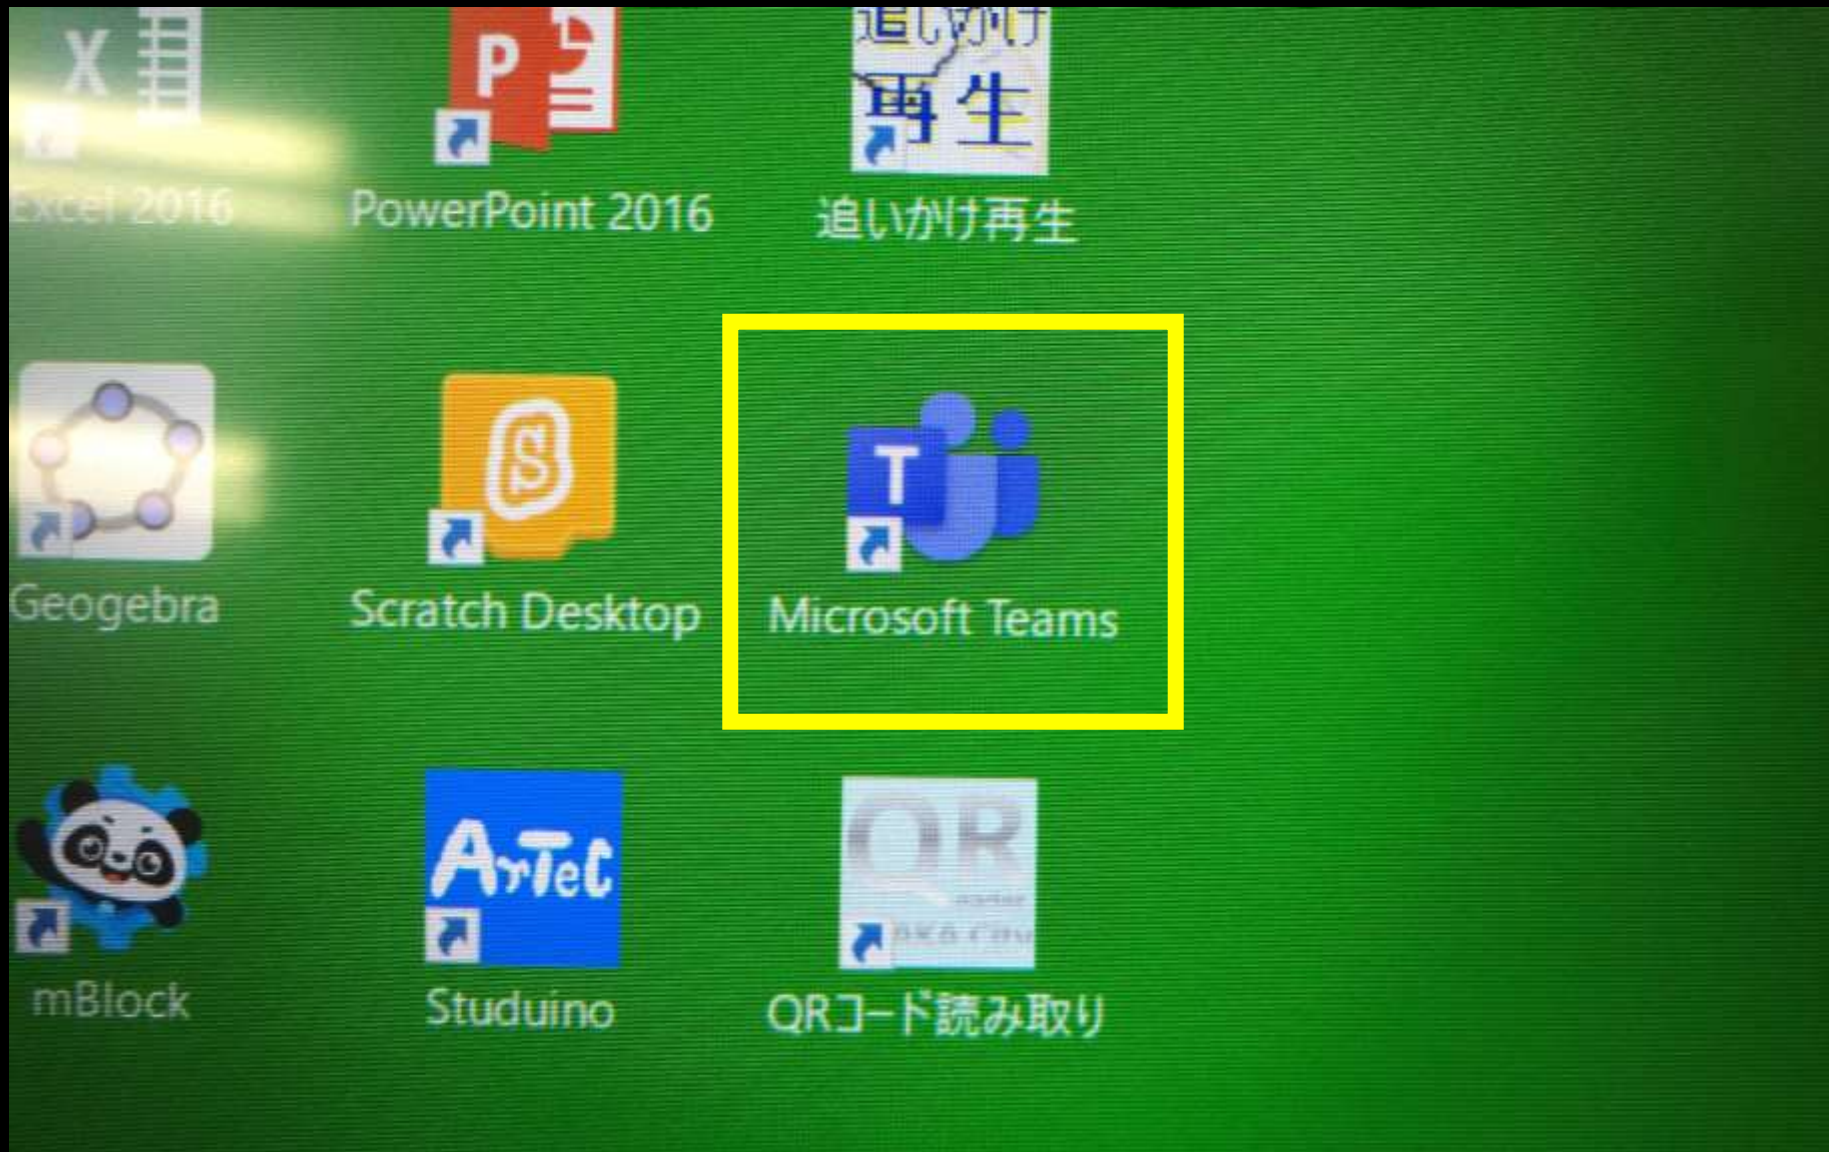 X
P
追いかけ
再生
Excel 2016
PowerPoint 2016
追いかけ再生
S
T
Geogebra
Scratch Desktop
Microsoft Teams
ArTeC
QR
mBlock
Studuino
QRコード読み取り